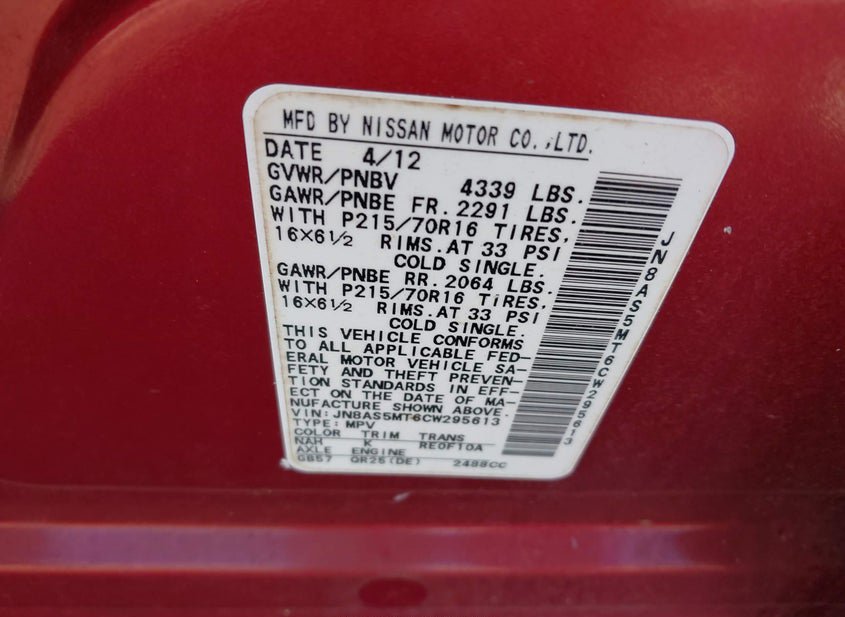 MFD BY NISSAN MOTOR CO.,LTD.
DATE 4/12
GVWR/PNBV 4339 LBS.
GAWR/PNBE FR. 2291 LBS.
WITH P215/70R16 TIRES,
16X6½ RIMS. AT 33 PSI
COLD SINGLE.
GAWR/PNBE RR. 2064 LBS.
WITH P215/70R16 TIRES,
16X6½ RIMS. AT 33 PSI
COLD SINGLE.
THIS VEHICLE CONFORMS
TO ALL APPLICABLE FED-
ERAL MOTOR VEHICLE SA-
FETY AND THEFT PREVEN-
TION STANDARDS IN EFF-
ECT ON THE DATE OF MA-
NUFACTURE SHOWN ABOVE.
VIN: JN8AS5MT6CW295613
TYPE: MPV
COLOR TRIM TRANS
NAH K RE0F10A
AXLE ENGINE
GB57 QR25(DE) 2488CC
JN8AS5MT6CW295613